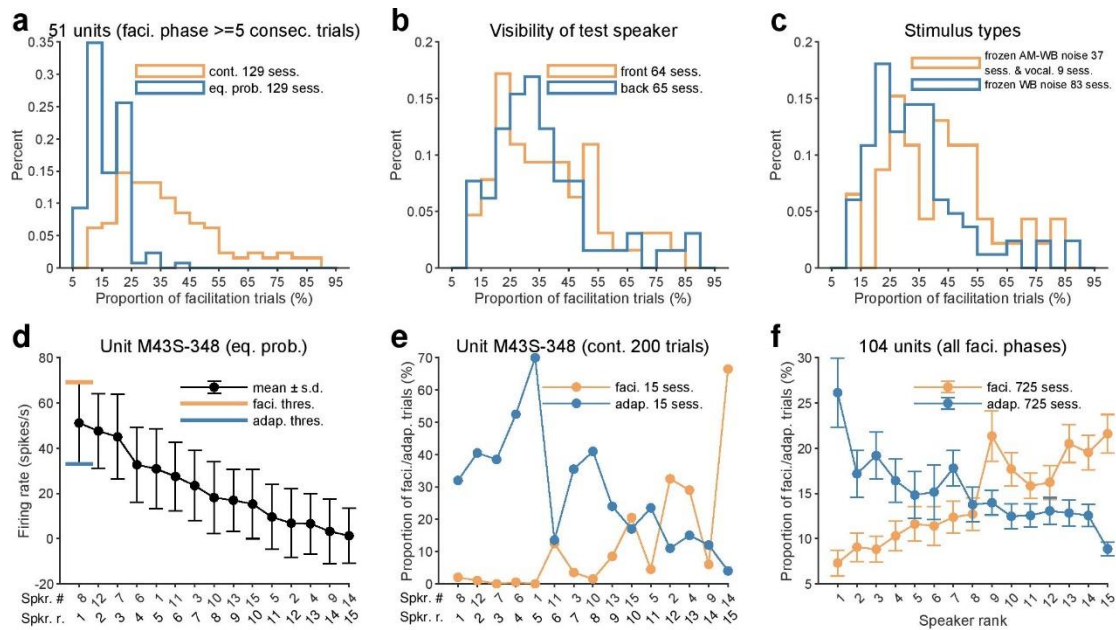 a
51 units (faci. phase >=5 consec. trials)
0.35
0.3
0.25
0.2
0.15
0.1
0.05
0
Percent
cont. 129 sess.
eq. prob. 129 sess.
5 15 25 35 45 55 65 75 85 95
Proportion of facilitation trials (%)
b
Visibility of test speaker
0.2
0.15
0.1
0.05
0
Percent
front 64 sess.
back 65 sess.
5 15 25 35 45 55 65 75 85 95
Proportion of facilitation trials (%)
c
Stimulus types
0.2
0.15
0.1
0.05
0
Percent
frozen AM-WB noise 37
sess. & vocal. 9 sess.
frozen WB noise 83 sess.
5 15 25 35 45 55 65 75 85 95
Proportion of facilitation trials (%)
d
Unit M43S-348 (eq. prob.)
80
60
40
20
0
-20
Firing rate (spikes/s)
mean ± s.d.
faci. thres.
adap. thres.
Spkr. # 8 12 7 6 1 11 3 10 13 15 5 2 4 9 14
Spkr. r. 1 2 3 4 5 6 7 8 9 10 11 12 13 14 15
e
Unit M43S-348 (cont. 200 trials)
70
60
50
40
30
20
10
0
Proportion of faci./adap. trials (%)
faci. 15 sess.
adap. 15 sess.
Spkr. # 8 12 7 6 1 11 3 10 13 15 5 2 4 9 14
Spkr. r. 1 2 3 4 5 6 7 8 9 10 11 12 13 14 15
f
104 units (all faci. phases)
30
25
20
15
10
5
Proportion of faci./adap. trials (%)
faci. 725 sess.
adap. 725 sess.
1 2 3 4 5 6 7 8 9 10 11 12 13 14 15
Speaker rank